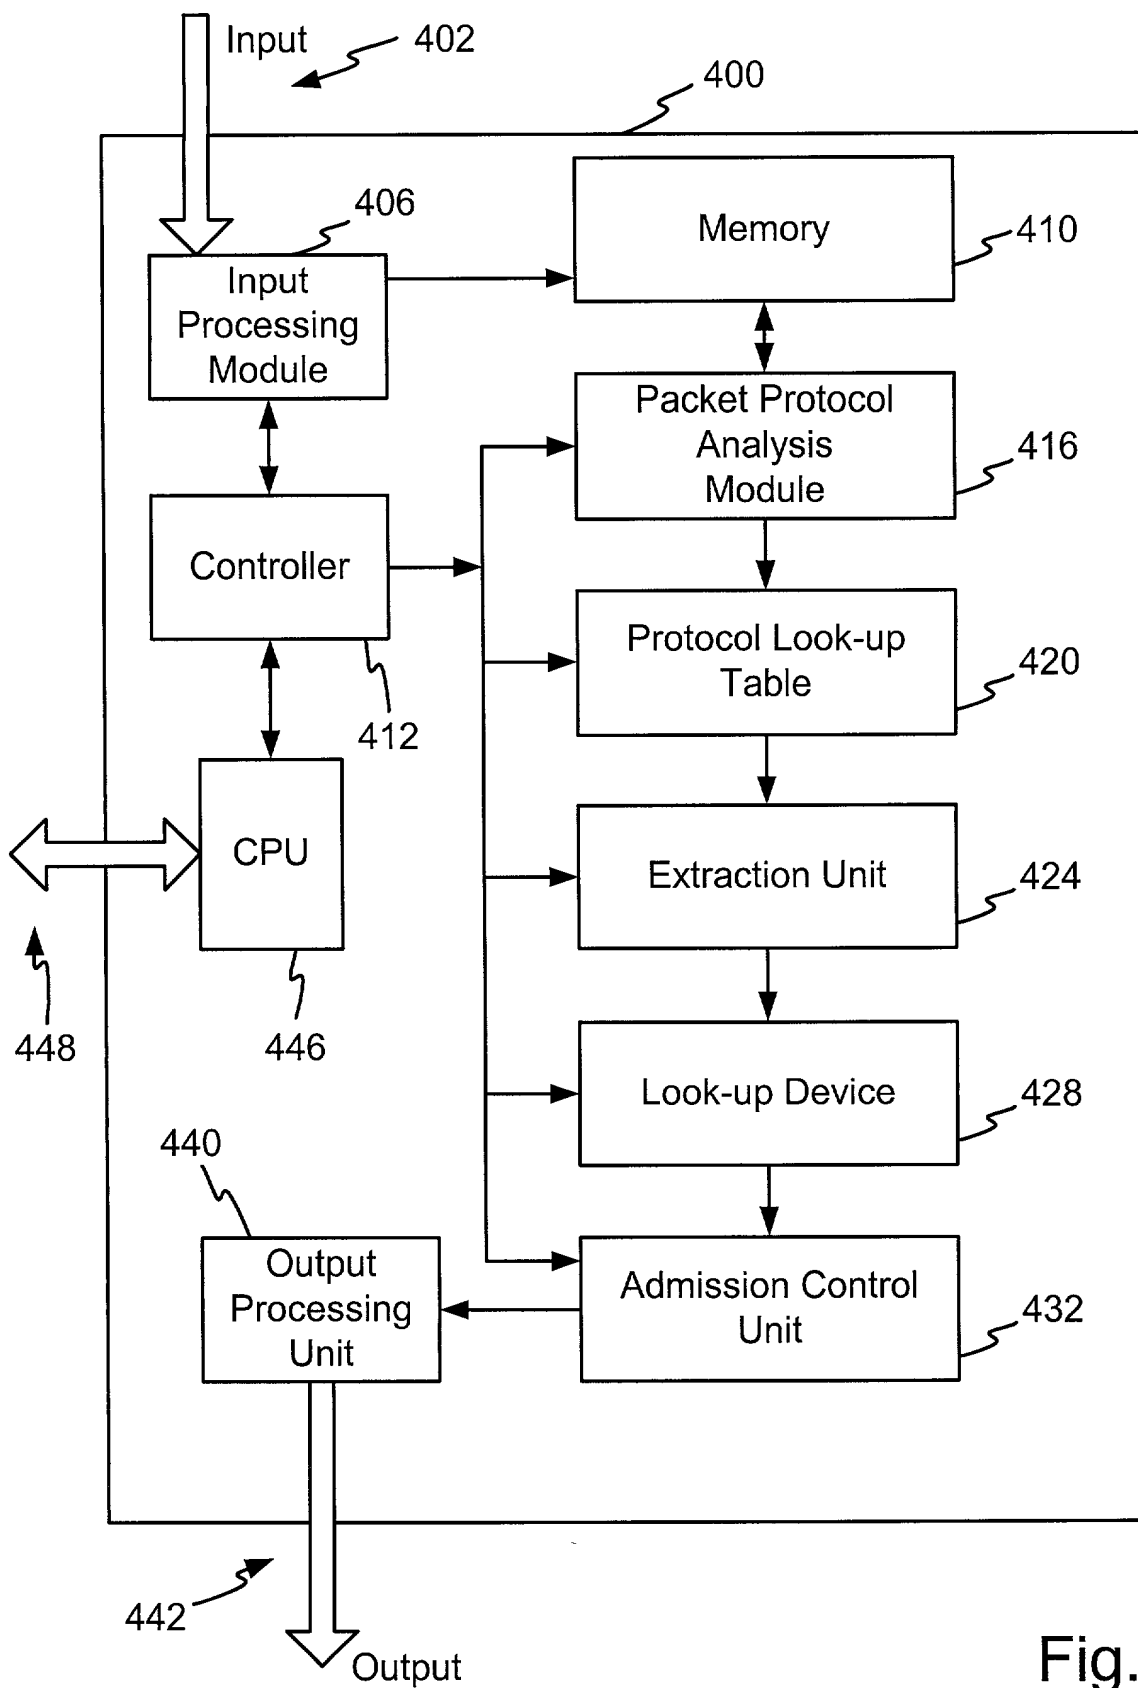 Input
402
400
406
Memory
410
Input
Processing
Module
Packet Protocol
Analysis
Module
416
Controller
412
Protocol Look-up
Table
420
CPU
448
446
Extraction Unit
424
Look-up Device
428
440
Output
Processing
Unit
Admission Control
Unit
432
442
Output
Fig.